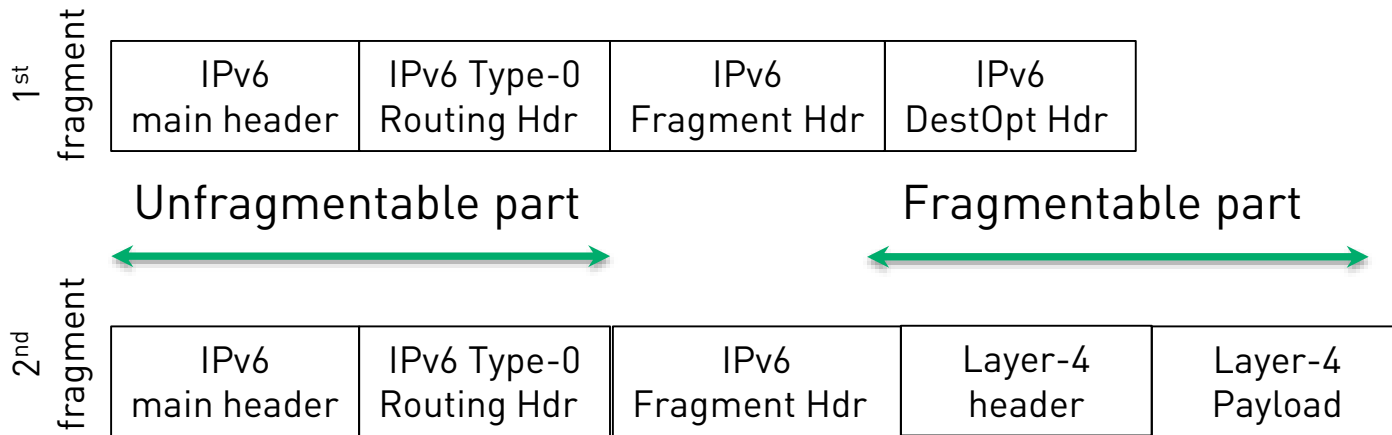 1st
fragment
IPv6
main header
IPv6 Type-0
Routing Hdr
IPv6
Fragment Hdr
IPv6
DestOpt Hdr
Unfragmentable part
Fragmentable part
2nd
fragment
IPv6
main header
IPv6 Type-0
Routing Hdr
IPv6
Fragment Hdr
Layer-4
header
Layer-4
Payload